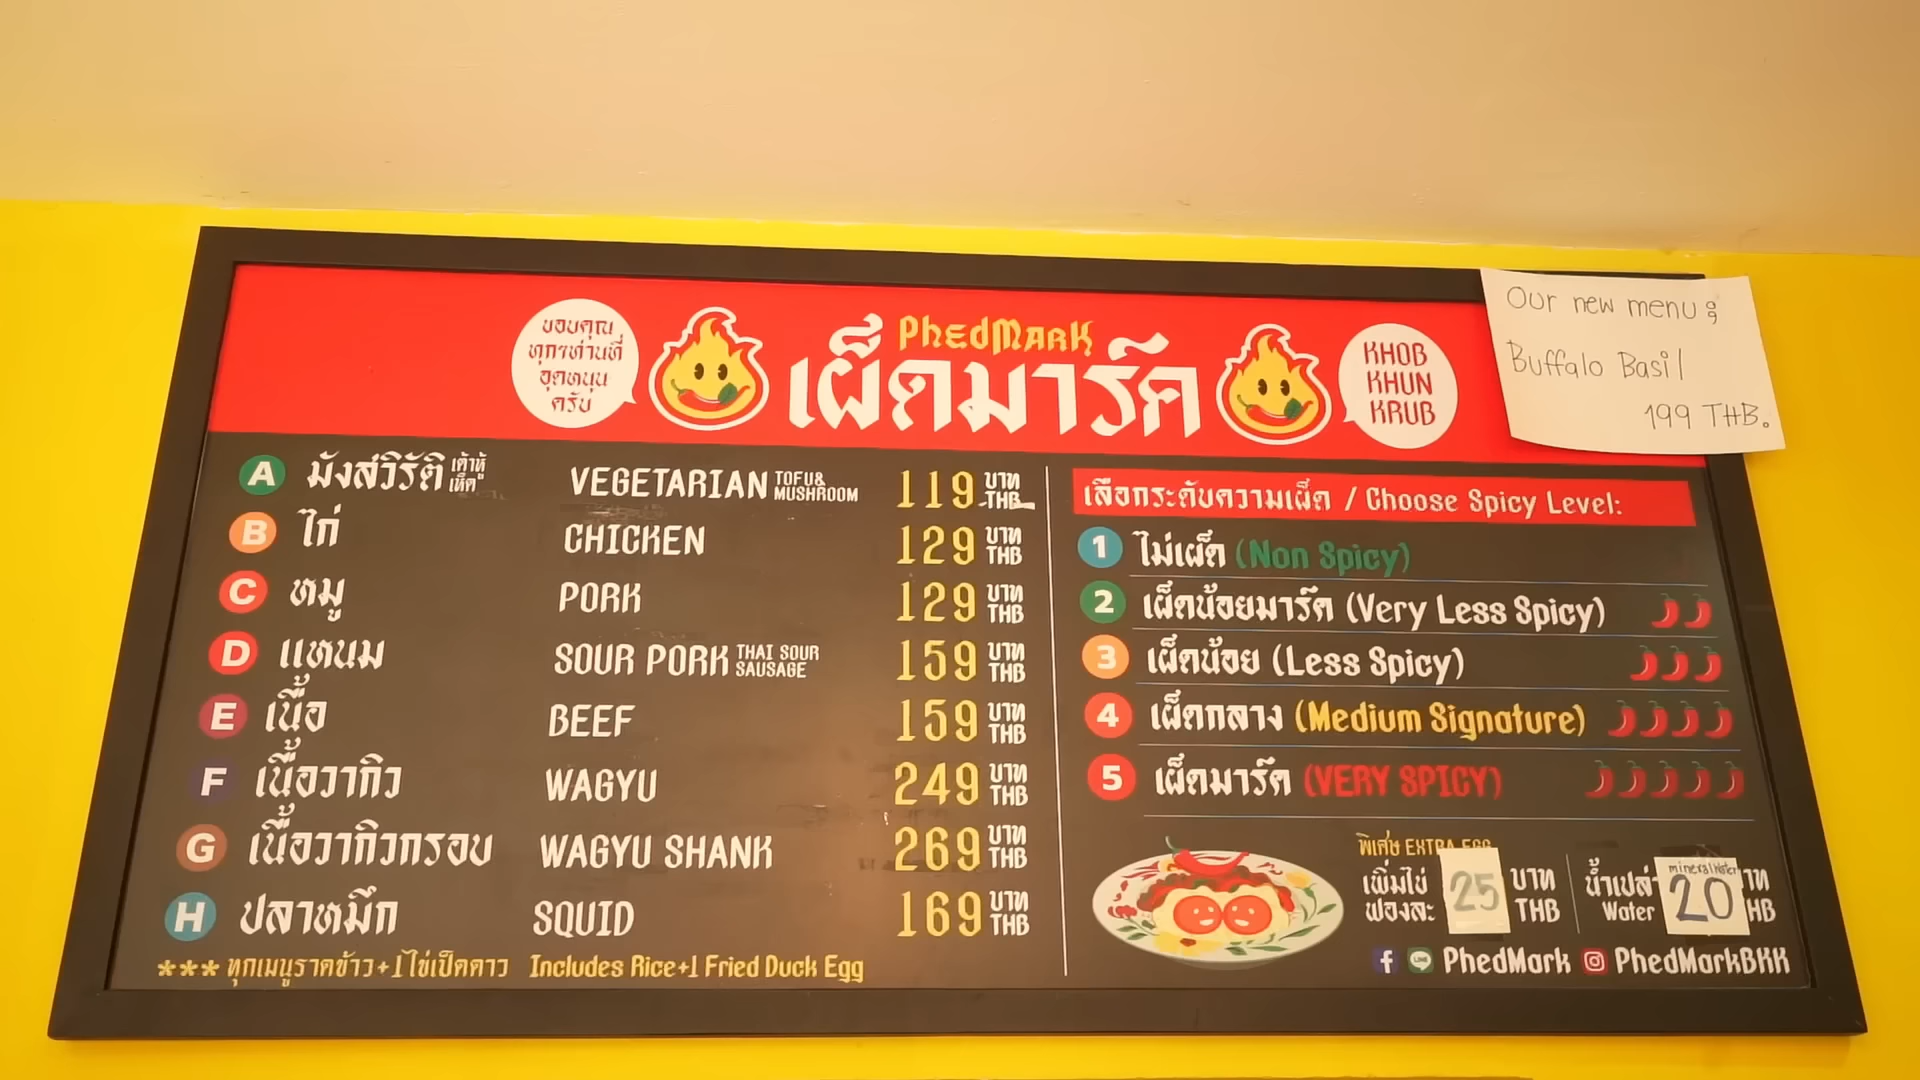 Our new menu :
Buffalo Basil
199 THB.
ขอบคุณ
ทุกๆท่านที่
อุดหนุน
ครับ
PhedMark
เผ็ดมาร์ค
KHOB
KHUN
KRUB
A มังสวิรัติ เต้าหู้ เห็ด VEGETARIAN TOFU& MUSHROOM 119 บาท THB
B ไก่ CHICKEN 129 บาท THB
C หมู PORK 129 บาท THB
D แหนม SOUR PORK THAI SOUR SAUSAGE 159 บาท THB
E เนื้อ BEEF 159 บาท THB
F เนื้อวากิว WAGYU 249 บาท THB
G เนื้อวากิวกรอบ WAGYU SHANK 269 บาท THB
H ปลาหมึก SQUID 169 บาท THB
*** ทุกเมนูราดข้าว+1ไข่เป็ดดาว Includes Rice+1 Fried Duck Egg
เลือกระดับความเผ็ด / Choose Spicy Level:
1 ไม่เผ็ด (Non Spicy)
2 เผ็ดน้อยมาร์ค (Very Less Spicy)
3 เผ็ดน้อย (Less Spicy)
4 เผ็ดกลาง (Medium Signature)
5 เผ็ดมาร์ค (VERY SPICY)
พิเศษ EXTRA EGG
เพิ่มไข่ ฟองละ 25 บาท THB
น้ำเปล่า Water mineral water 20 าท HB
PhedMark PhedMarkBKK